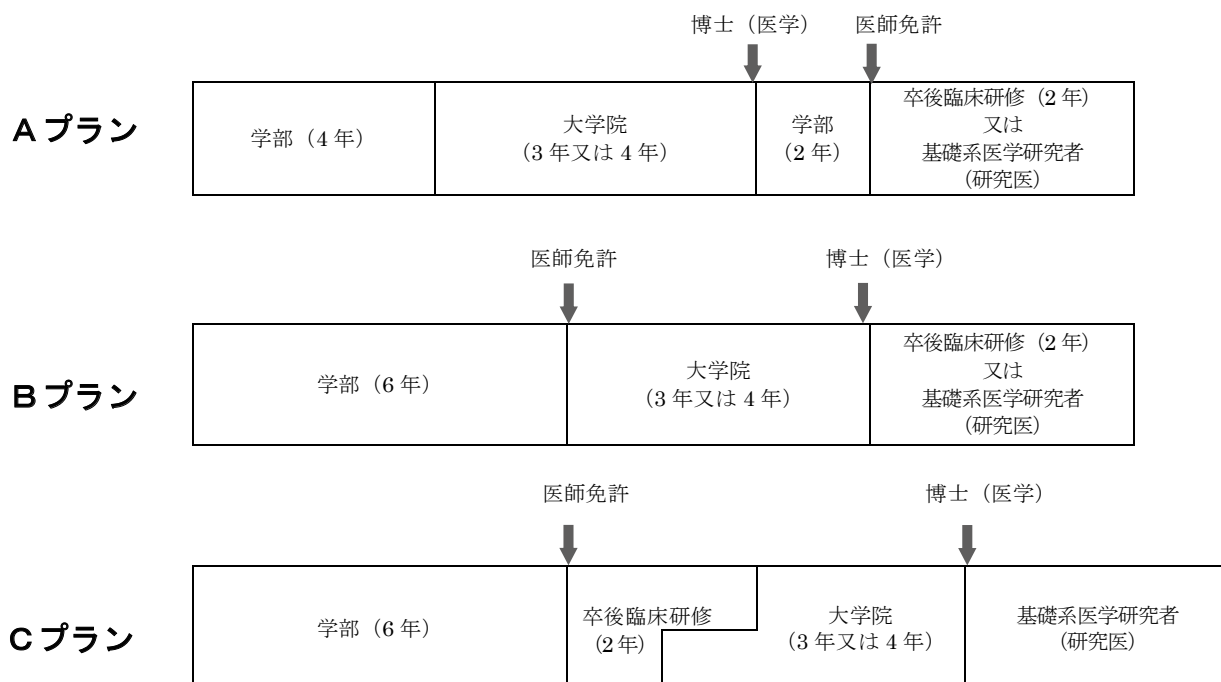 博士（医学）
医師免許
Aプラン
学部（4 年）
大学院
（3 年又は 4 年）
学部
（2 年）
卒後臨床研修（2 年）
又は
基礎系医学研究者
（研究医）
医師免許
博士（医学）
Bプラン
学部（6 年）
大学院
（3 年又は 4 年）
卒後臨床研修（2 年）
又は
基礎系医学研究者
（研究医）
医師免許
博士（医学）
Cプラン
学部（6 年）
卒後臨床研修
（2 年）
大学院
（3 年又は 4 年）
基礎系医学研究者
（研究医）